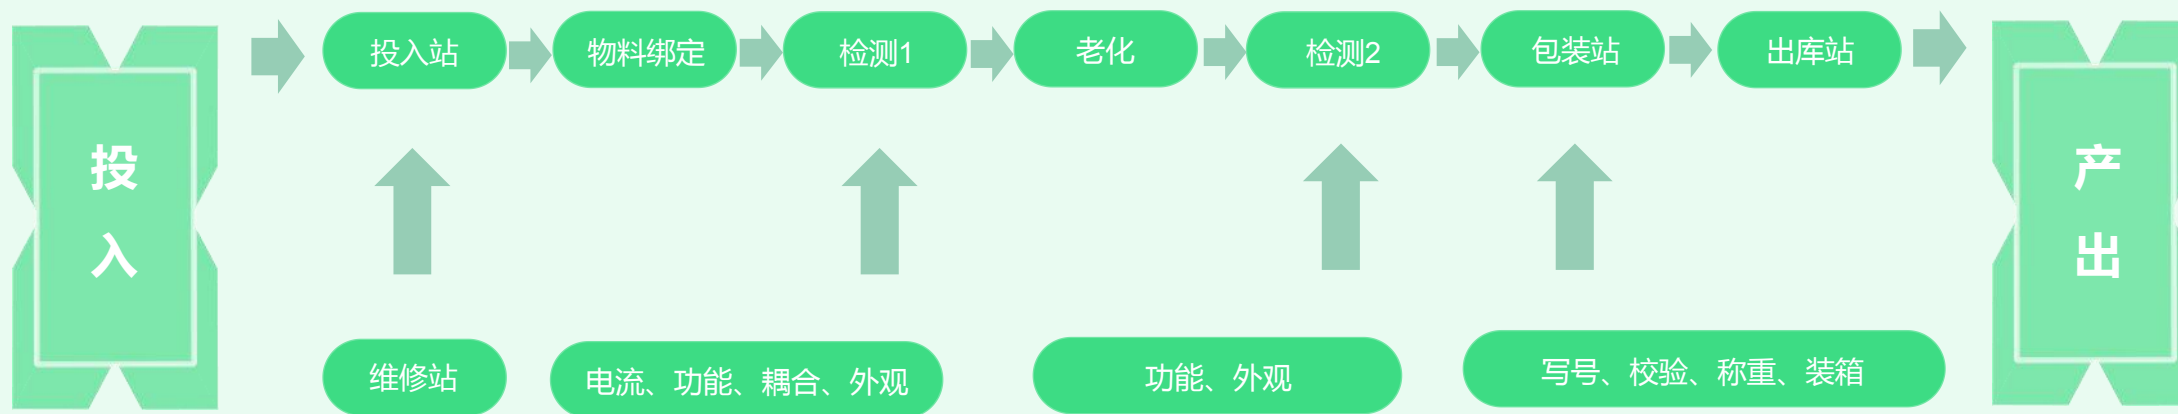 投入
投入站
物料绑定
检测1
老化
检测2
包装站
出库站
产出
维修站
电流、功能、耦合、外观
功能、外观
写号、校验、称重、装箱